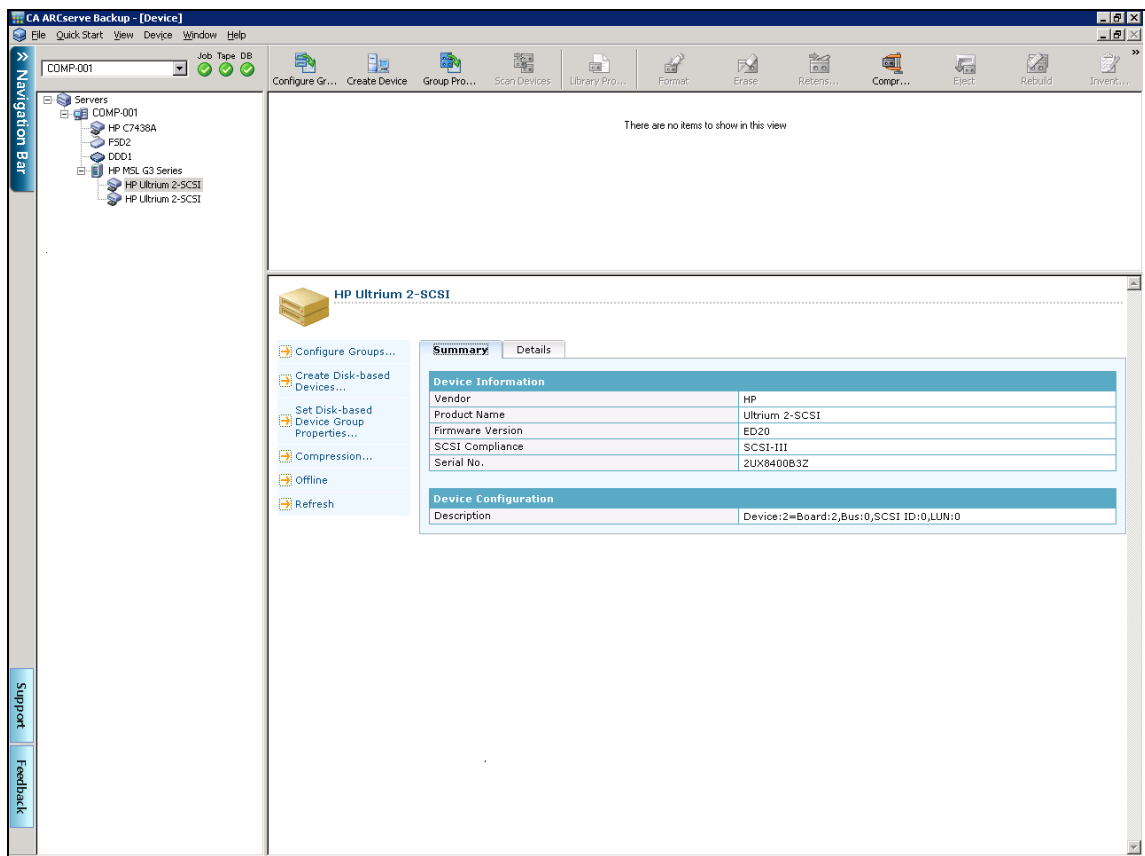 CA ARCserve Backup - [Device]
File Quick Start View Device Window Help
» Navigation Bar
COMP-001
Job Tape DB
Configure Gr... Create Device Group Pro... Scan Devices Library Pro... Format Erase Retens... Compr... Eject Rebuild Invent... »
Servers
COMP-001
HP C7438A
FSD2
DDD1
HP MSL G3 Series
HP Ultrium 2-SCSI
HP Ultrium 2-SCSI
There are no items to show in this view
HP Ultrium 2-SCSI
Configure Groups...
Create Disk-based
Devices...
Set Disk-based
Device Group
Properties...
Compression...
Offline
Refresh
Summary Details
Device Information
Vendor HP
Product Name Ultrium 2-SCSI
Firmware Version ED20
SCSI Compliance SCSI-III
Serial No. 2UX8400B3Z
Device Configuration
Description Device:2=Board:2,Bus:0,SCSI ID:0,LUN:0
Support
Feedback